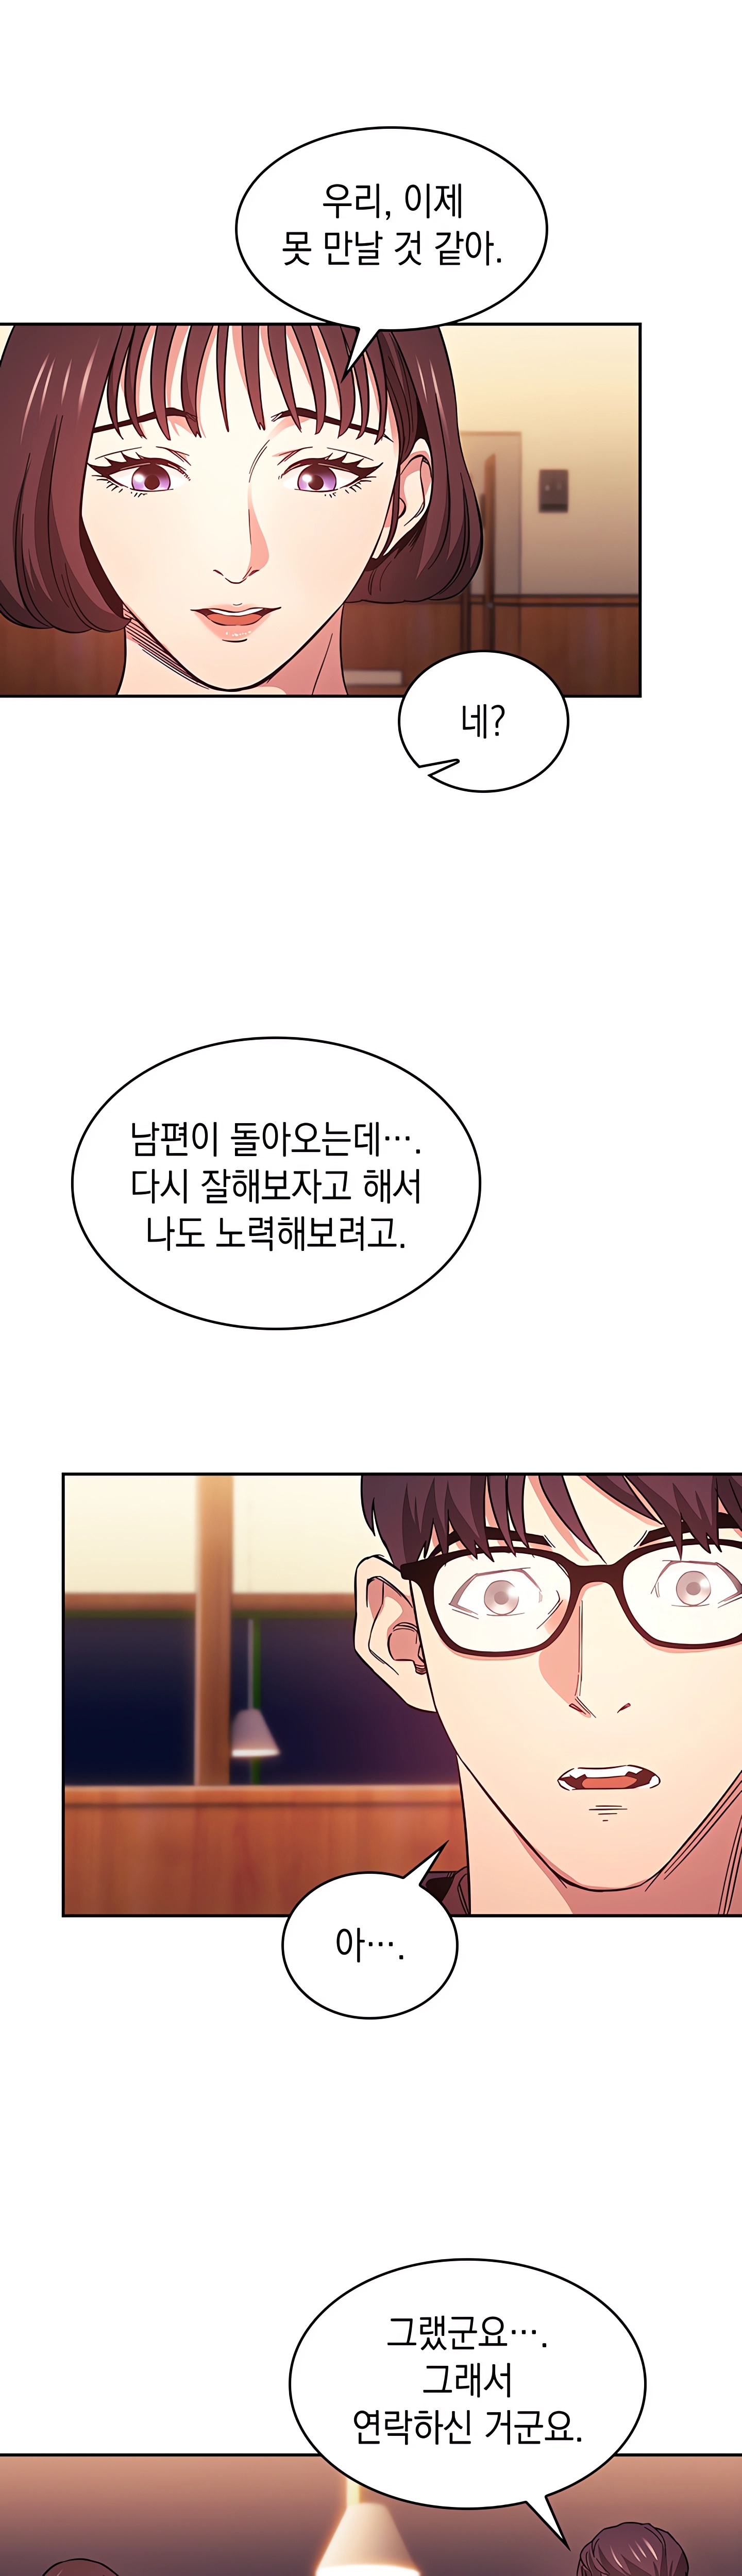 우리, 이제
못 만날 것 같아.
네?
남편이 돌아오는데….
다시 잘해보자고 해서
나도 노력해보려고.
아….
그랬군요….
그래서
연락하신 거군요.